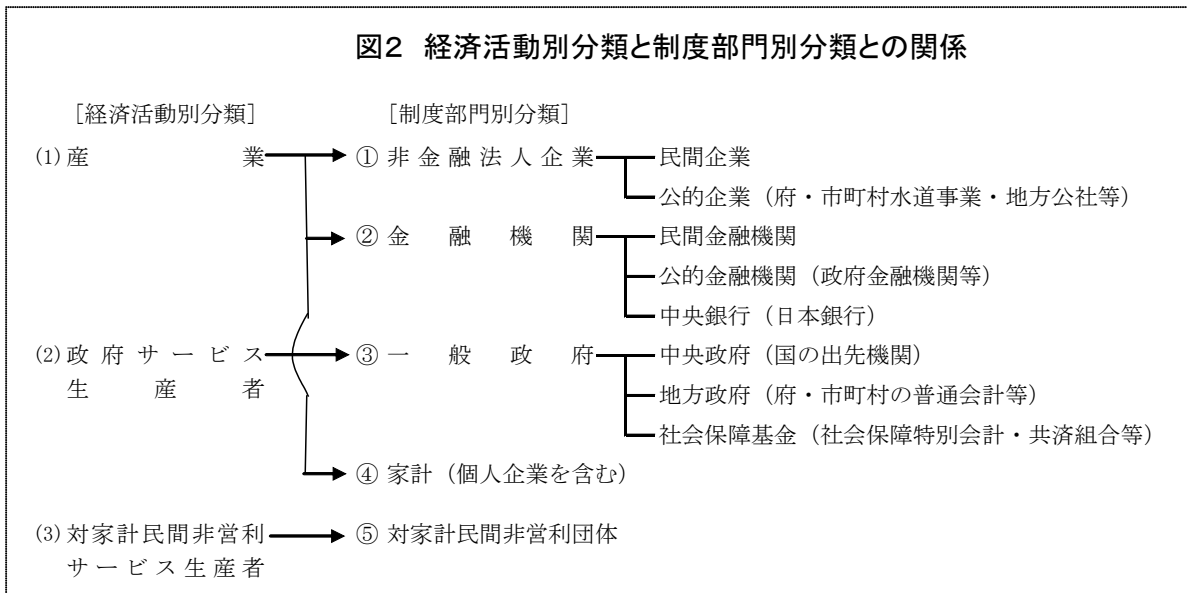 図2 経済活動別分類と制度部門別分類との関係
[経済活動別分類] [制度部門別分類]
(1) 産業 ① 非金融法人企業 民間企業
公的企業（府・市町村水道事業・地方公社等）
② 金融機関 民間金融機関
公的金融機関（政府金融機関等）
中央銀行（日本銀行）
(2) 政府サービス ③ 一般政府 中央政府（国の出先機関）
生産者 地方政府（府・市町村の普通会計等）
社会保障基金（社会保障特別会計・共済組合等）
④ 家計（個人企業を含む）
(3) 対家計民間非営利 ⑤ 対家計民間非営利団体
サービス生産者